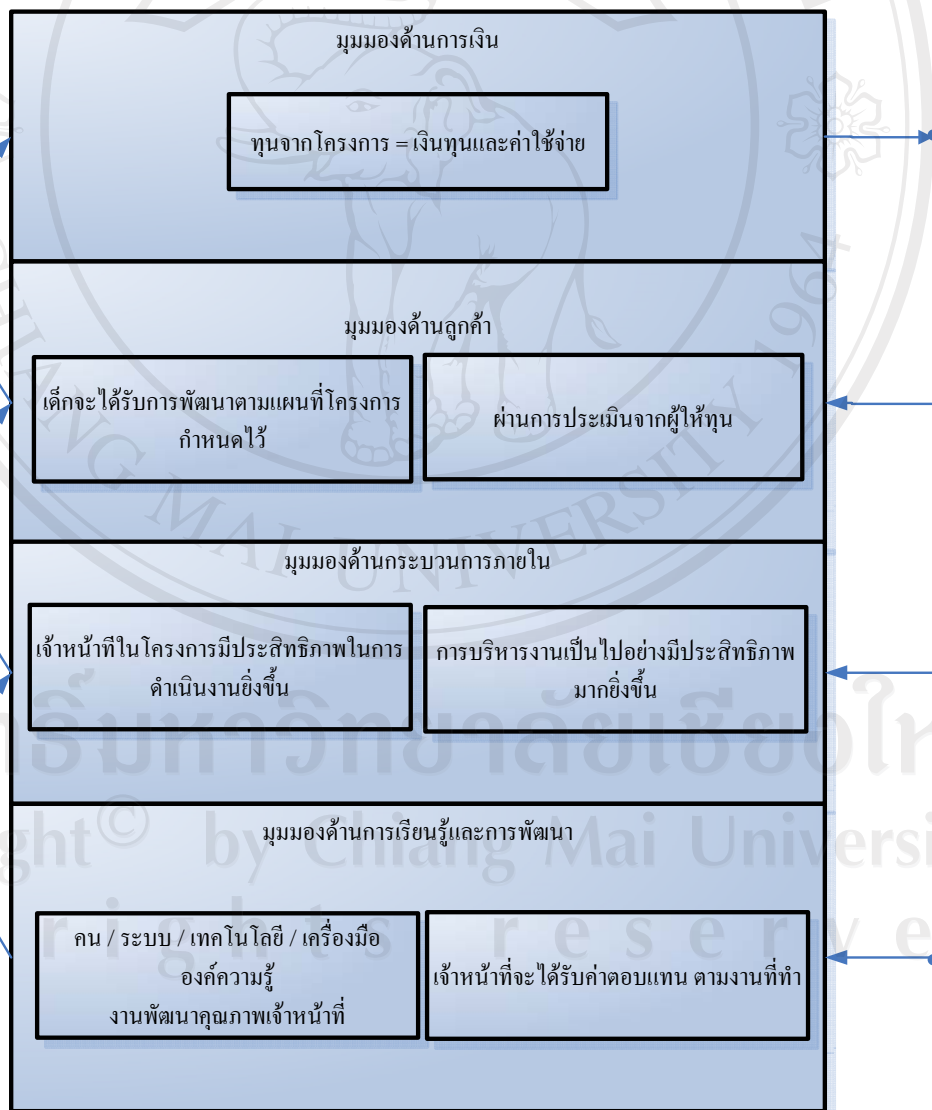 มุมมองด้านการเงิน
ทุนจากโครงการ = เงินทุนและค่าใช้จ่าย
มุมมองด้านลูกค้า
เด็กจะได้รับการพัฒนาตามแผนที่โครงการ
กำหนดไว้
ผ่านการประเมินจากผู้ให้ทุน
มุมมองด้านกระบวนการภายใน
เจ้าหน้าทีในโครงการมีประสิทธิภาพในการ
ดำเนินงานยิ่งขึ้น
การบริหารงานเป็นไปอย่างมีประสิทธิภาพ
มากยิ่งขึ้น
มุมมองด้านการเรียนรู้และการพัฒนา
คน / ระบบ / เทคโนโลยี / เครื่องมือ
องค์ความรู้
งานพัฒนาคุณภาพเจ้าหน้าที่
เจ้าหน้าที่จะได้รับค่าตอบแทน ตามงานที่ทำ
CHIANG MAI UNIVERSITY 1964
by Chiang Mai
rights